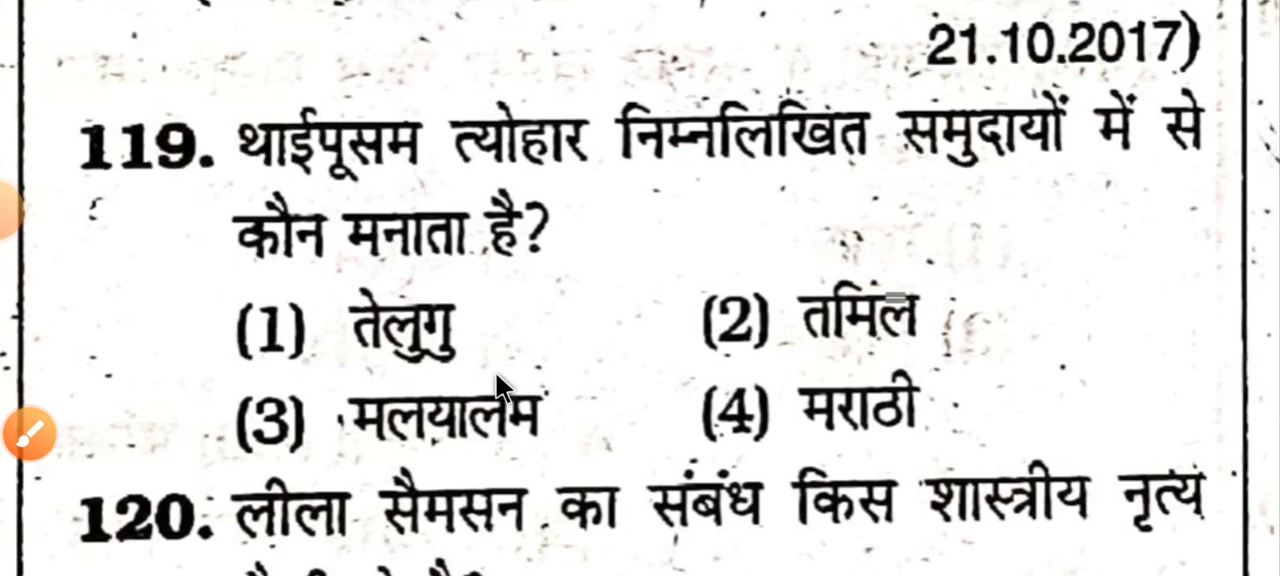 21.10.2017)
119. थाईपूसम त्योहार निम्नलिखित समुदायों में से
कौन मनाता है?
(1) तेलुगु (2) तमिल
(3) मलयालम (4) मराठी
120. लीला सैमसन का संबंध किस शास्त्रीय नृत्य